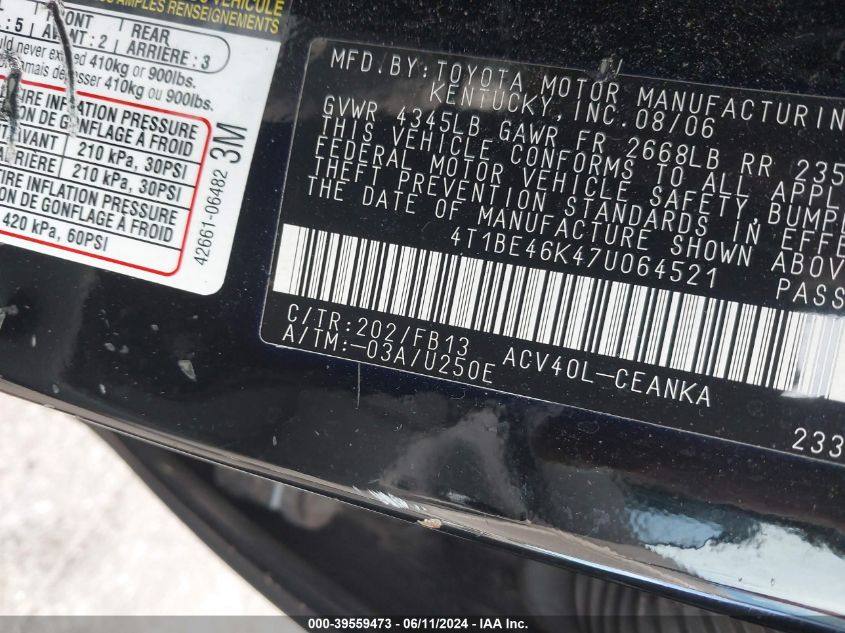 VÉHICULE
AMPLES RENSEIGNEMENTS
: 5
FRONT
AVANT : 2
REAR
ARRIÈRE : 3
never exceed 410kg or 900lbs.
jamais dépasser 410kg ou 900lbs.
TIRE INFLATION PRESSURE
DE GONFLAGE À FROID
AVANT 210 kPa, 30PSI
ARRIÈRE 210 kPa, 30PSI
TIRE INFLATION PRESSURE
DE GONFLAGE À FROID
420 kPa, 60PSI
42661-06482 3M
MFD.BY:TOYOTA MOTOR MANUFACTURIN
KENTUCKY,INC.08/06
GVWR 4345LB GAWR FR 2668LB RR 235
THIS VEHICLE CONFORMS TO ALL APPL
FEDERAL MOTOR VEHICLE SAFETY,BUMPE
THEFT PREVENTION STANDARDS IN EFFE
THE DATE OF MANUFACTURE SHOWN ABOV
4T1BE46K47U064521 PASS
C/TR:202/FB13 ACV40L-CEANKA
A/TM:-03A/U250E
233
000-39559473 - 06/11/2024 - IAA Inc.